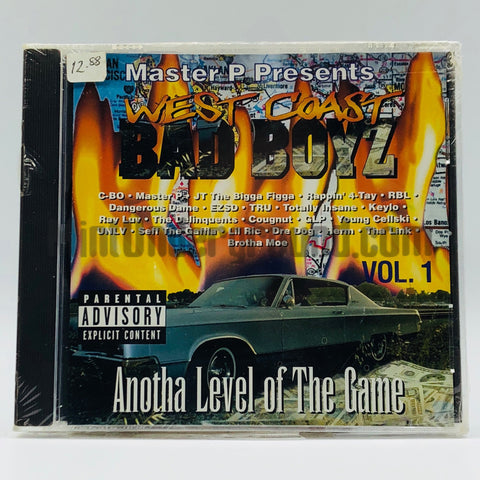 12.88
Master P Presents
WEST COAST
BAD BOYZ
C-BO • Master P • JT The Bigga Figga • Rappin' 4-Tay • RBL •
Dangerous Dame • EZSD • TRU • Totally Insane • Keylo •
Ray Luv • The Delinquents • Cougnut • GLP • Young Cellski •
UNLV • Sell The Gailla • Lil Ric • Dre Dog • Herm • Tha Link •
Brotha Moe
VOL. 1
PARENTAL
ADVISORY
EXPLICIT CONTENT
Anotha Level of The Game